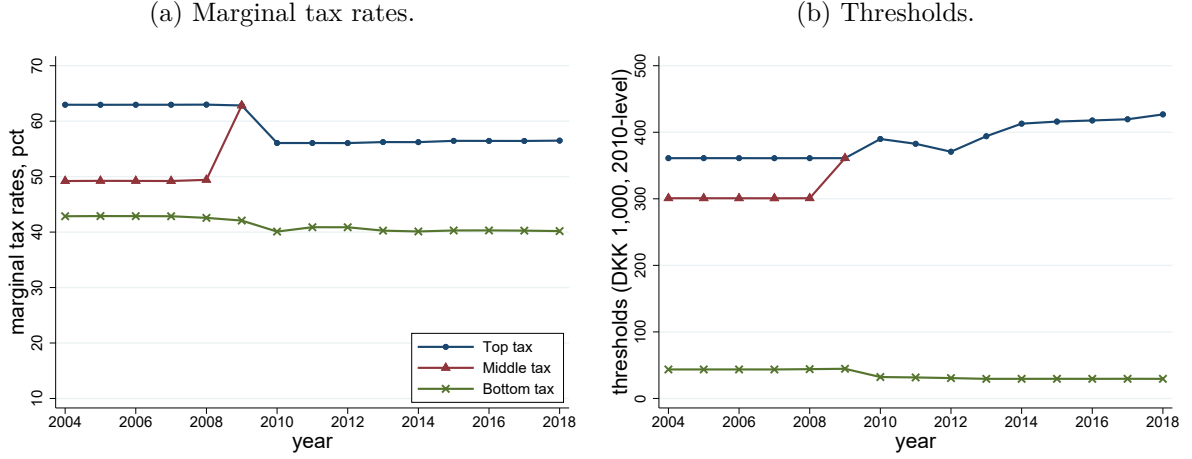 (a) Marginal tax rates.
marginal tax rates, pct
70
60
50
40
30
20
10
2004 2006 2008 2010 2012 2014 2016 2018
year
Top tax
Middle tax
Bottom tax
(b) Thresholds.
thresholds (DKK 1,000, 2010-level)
500
400
300
200
100
0
2004 2006 2008 2010 2012 2014 2016 2018
year